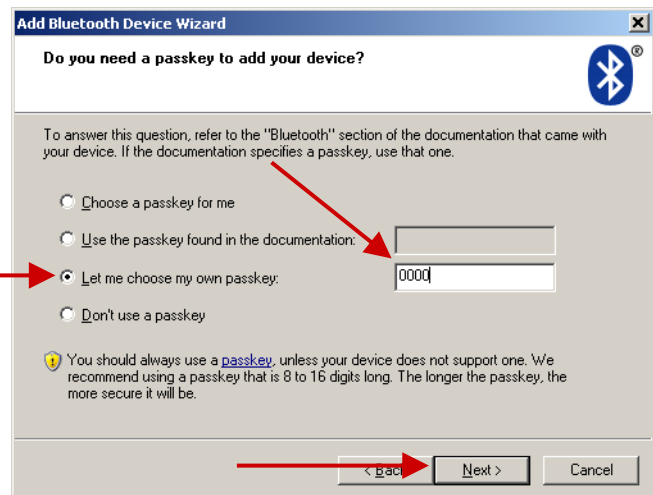 Add Bluetooth Device Wizard
Do you need a passkey to add your device?
®
To answer this question, refer to the "Bluetooth" section of the documentation that came with
your device. If the documentation specifies a passkey, use that one.
Choose a passkey for me
Use the passkey found in the documentation:
Let me choose my own passkey:
0000
Don't use a passkey
You should always use a passkey, unless your device does not support one. We
recommend using a passkey that is 8 to 16 digits long. The longer the passkey, the
more secure it will be.
< Back Next > Cancel